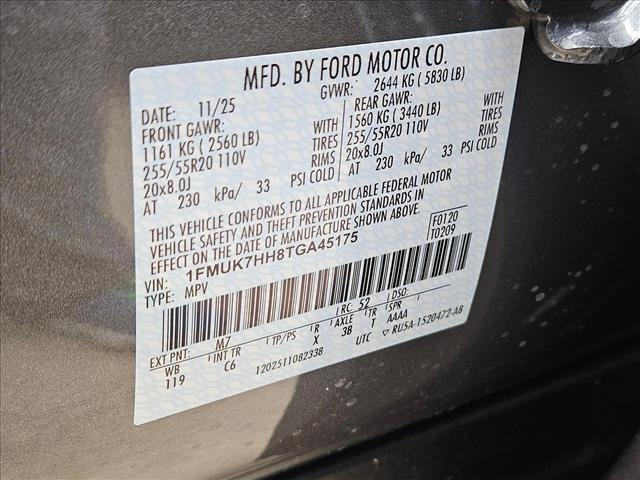 MFD. BY FORD MOTOR CO.
DATE: 11/25 GVWR: 2644 KG ( 5830 LB)
FRONT GAWR: REAR GAWR:
1161 KG ( 2560 LB) WITH 1560 KG ( 3440 LB) WITH
255/55R20 110V TIRES 255/55R20 110V TIRES
20x8.0J RIMS 20x8.0J RIMS
AT 230 kPa/ 33 PSI COLD AT 230 kPa/ 33 PSI COLD
THIS VEHICLE CONFORMS TO ALL APPLICABLE FEDERAL MOTOR
VEHICLE SAFETY AND THEFT PREVENTION STANDARDS IN
EFFECT ON THE DATE OF MANUFACTURE SHOWN ABOVE.
F0120
T0209
1FMUK7HH8TGA45175
TYPE: MPV
EXT PNT: M7 RC: 52 DSO:
WB INT TR TP/PS R AXLE TR SPR
119 C6 X 3B T AAAA
1202511082338 UTC RU5A-1520472-AB